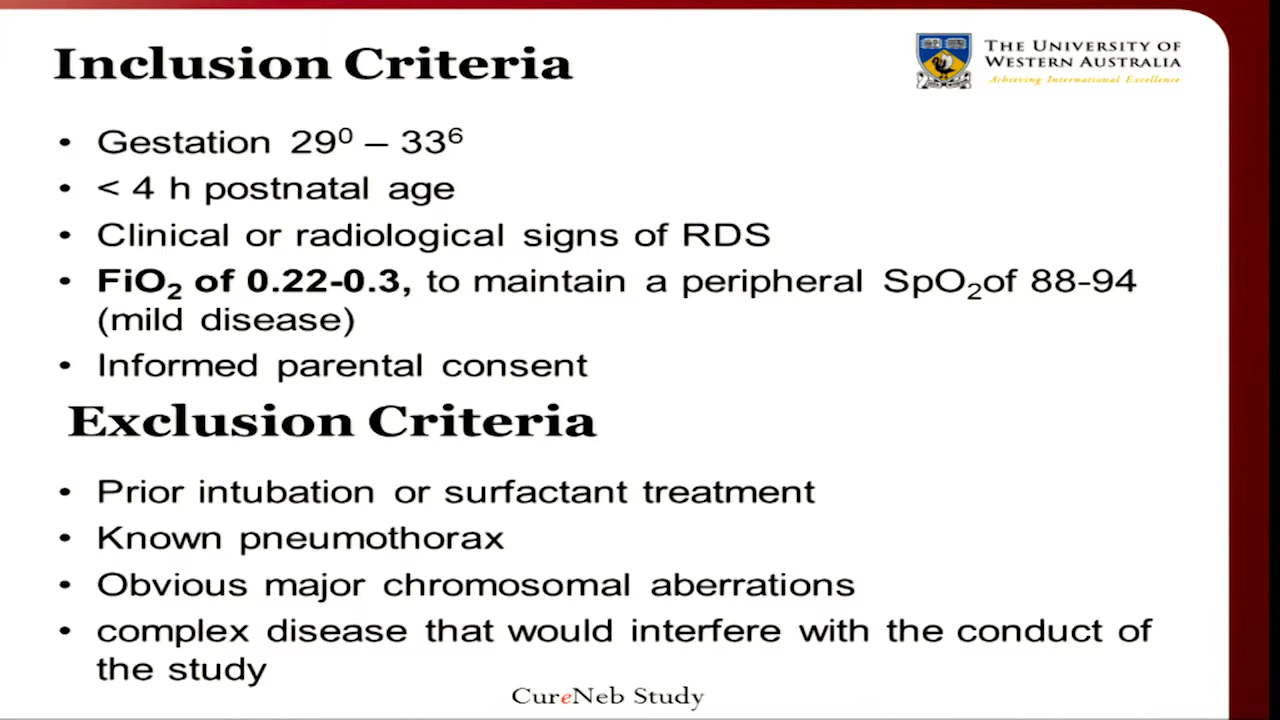 Inclusion Criteria
THE UNIVERSITY OF
WESTERN AUSTRALIA
Achieving International Excellence
• Gestation 29⁰ – 33⁶
• < 4 h postnatal age
• Clinical or radiological signs of RDS
• FiO₂ of 0.22-0.3, to maintain a peripheral SpO₂of 88-94
(mild disease)
• Informed parental consent
Exclusion Criteria
• Prior intubation or surfactant treatment
• Known pneumothorax
• Obvious major chromosomal aberrations
• complex disease that would interfere with the conduct of
the study
CureNeb Study